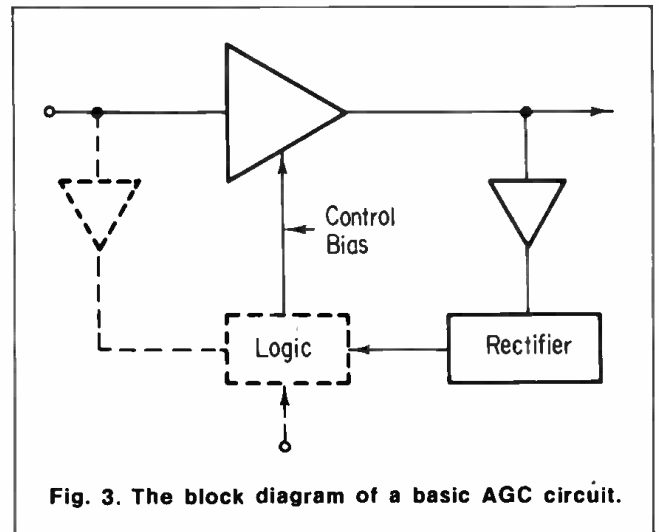 Control
Bias
Logic
Rectifier
Fig. 3. The block diagram of a basic AGC circuit.